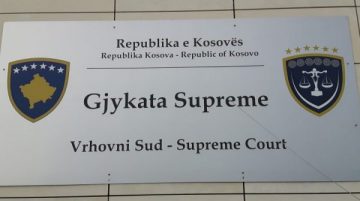 Republika e Kosovës
Republika Kosova - Republic of Kosovo
Gjykata Supreme
Vrhovni Sud - Supreme Court